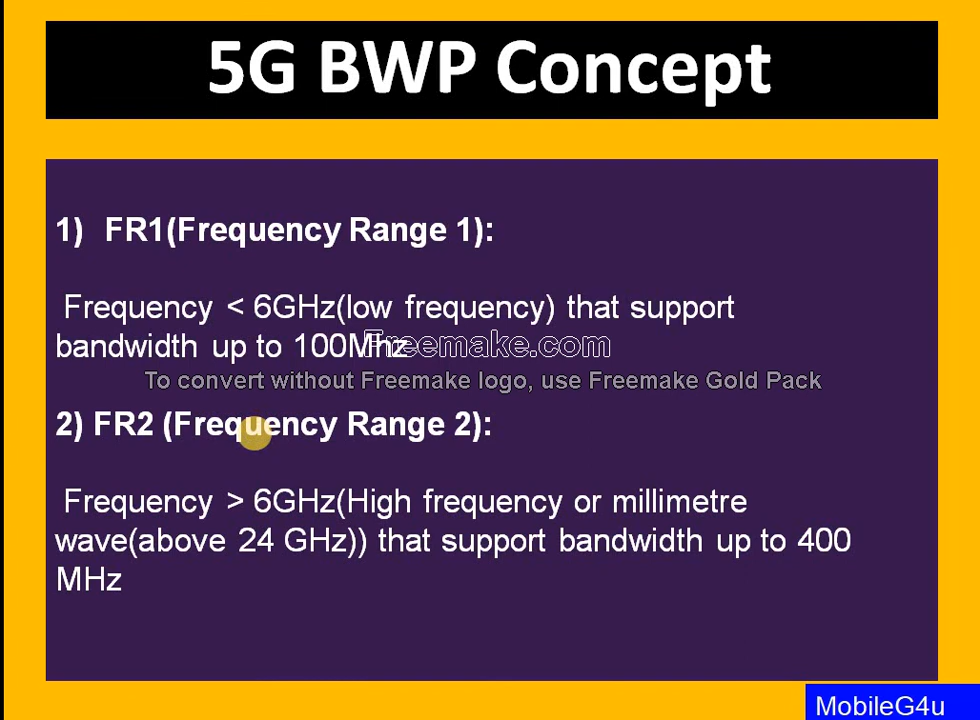 5G BWP Concept
1) FR1(Frequency Range 1):
Frequency < 6GHz(low frequency) that support
bandwidth up to 100Mhz
Freemake.com
To convert without Freemake logo, use Freemake Gold Pack
2) FR2 (Frequency Range 2):
Frequency > 6GHz(High frequency or millimetre
wave(above 24 GHz)) that support bandwidth up to 400
MHz
MobileG4u